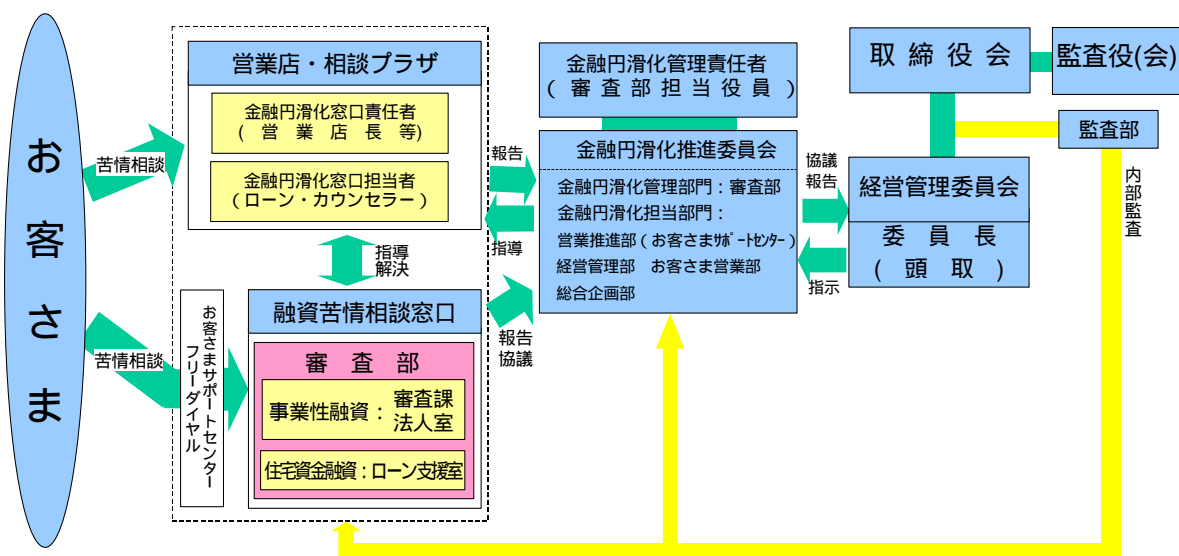 お客さま
苦情相談
苦情相談
営業店・相談プラザ
金融円滑化窓口責任者
(営業店長等)
金融円滑化窓口担当者
(ローン・カウンセラー)
指導
解決
お客さまサポートセンター
フリーダイヤル
融資苦情相談窓口
審査部
事業性融資:審査課
法人室
住宅資金融資:ローン支援室
報告
指導
報告
協議
金融円滑化管理責任者
(審査部担当役員)
金融円滑化推進委員会
金融円滑化管理部門:審査部
金融円滑化担当部門:
営業推進部(お客さまサポートセンター)
経営管理部 お客さま営業部
総合企画部
協議
報告
指示
取締役会
監査役(会)
監査部
経営管理委員会
委員長
(頭取)
内部監査